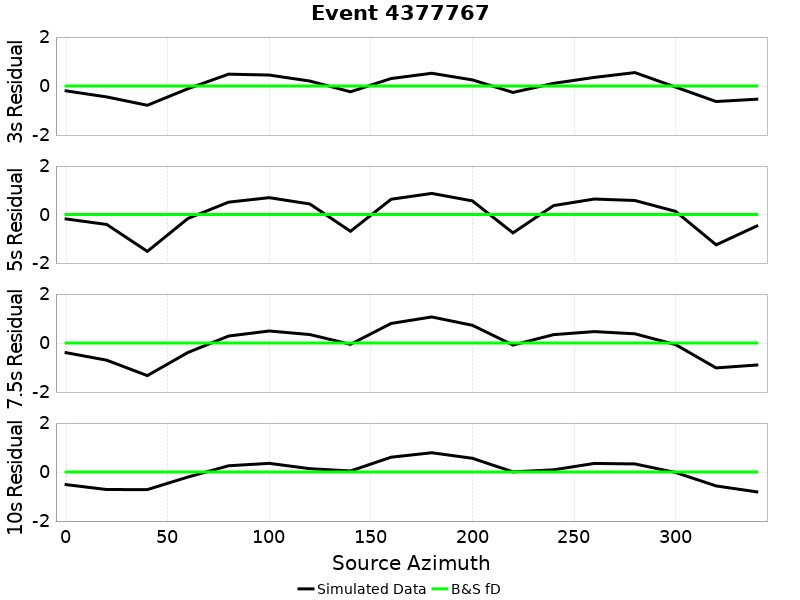 Event 4377767
3s Residual
2
0
-2
5s Residual
2
0
-2
7.5s Residual
2
0
-2
10s Residual
2
0
-2
0 50 100 150 200 250 300
Source Azimuth
Simulated Data B&S fD